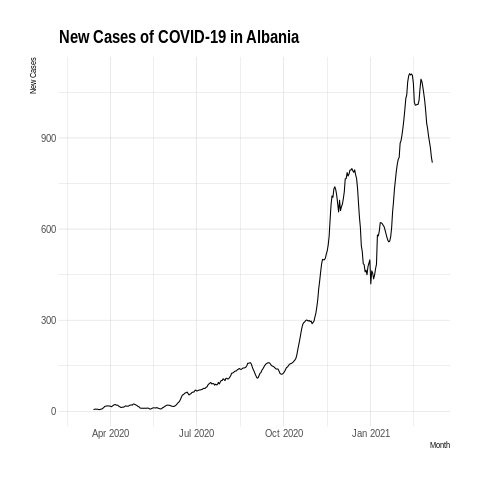 New Cases of COVID-19 in Albania
New Cases
900
600
300
0
Apr 2020 Jul 2020 Oct 2020 Jan 2021
Month